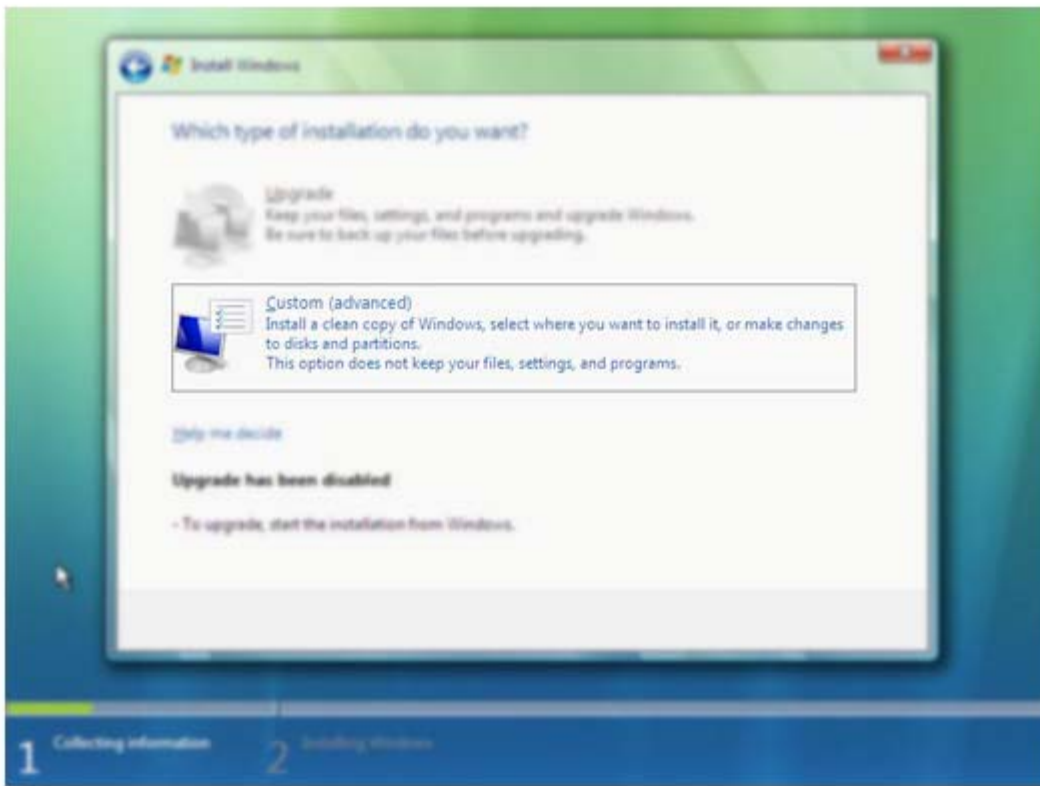 Install Windows
Which type of installation do you want?
Upgrade
Keep your files, settings, and programs and upgrade Windows.
Be sure to back up your files before upgrading.
Custom (advanced)
Install a clean copy of Windows, select where you want to install it, or make changes
to disks and partitions.
This option does not keep your files, settings, and programs.
Help me decide
Upgrade has been disabled
- To upgrade, start the installation from Windows.
1 Collecting information
2 Installing Windows